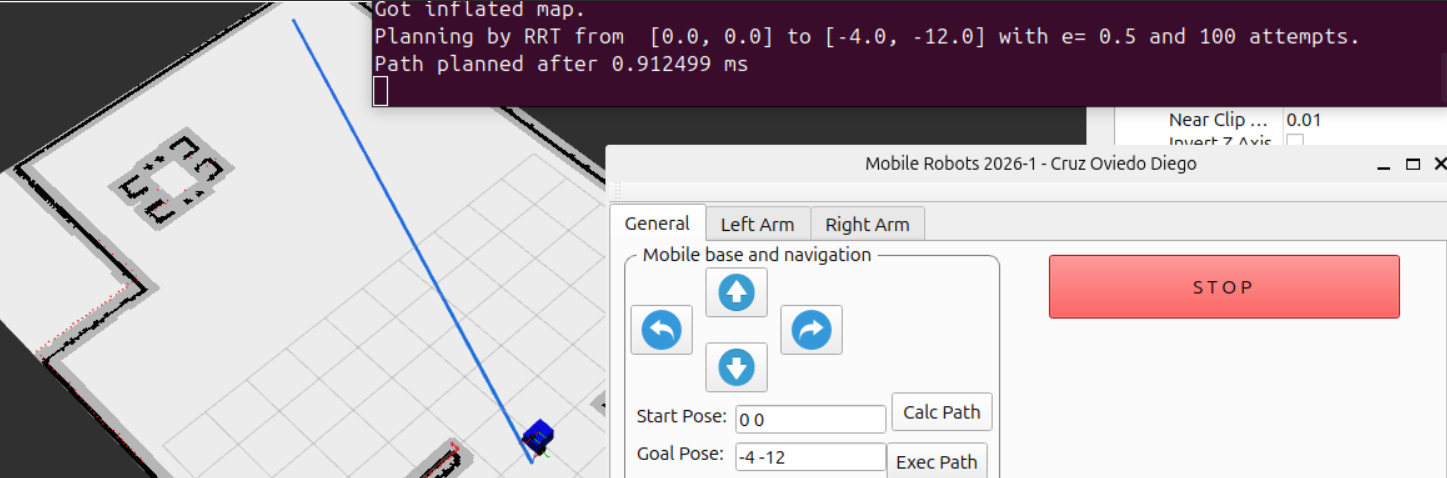 Got inflated map.
Planning by RRT from  [0.0, 0.0] to [-4.0, -12.0] with e= 0.5 and 100 attempts.
Path planned after 0.912499 ms
Near Clip ... 0.01
Invert Z Axis
Mobile Robots 2026-1 - Cruz Oviedo Diego
General Left Arm Right Arm
Mobile base and navigation
STOP
Start Pose: 0 0 Calc Path
Goal Pose: -4 -12 Exec Path